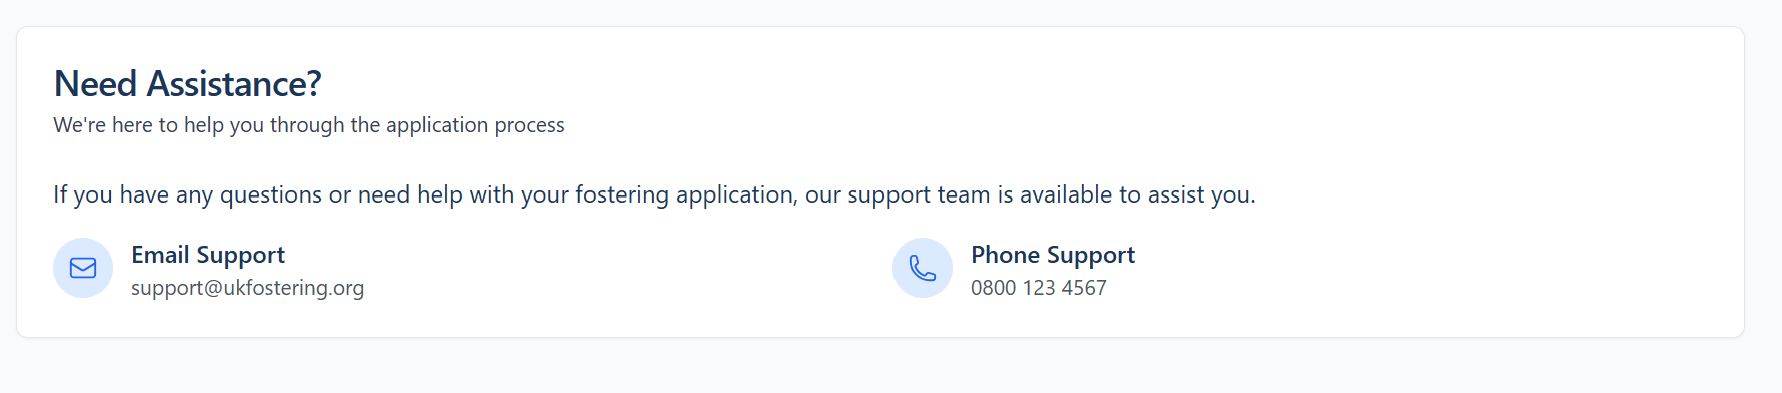 Need Assistance?
We're here to help you through the application process
If you have any questions or need help with your fostering application, our support team is available to assist you.
Email Support
support@ukfostering.org
Phone Support
0800 123 4567